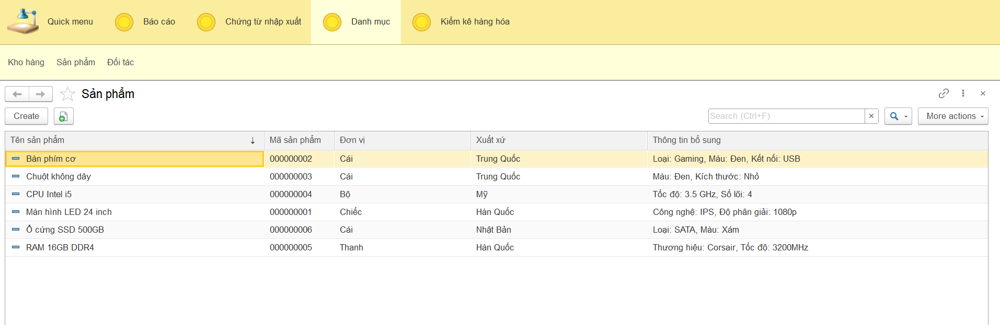 Quick menu Báo cáo Chứng từ nhập xuất Danh mục Kiểm kê hàng hóa
Kho hàng Sản phẩm Đối tác
Sản phẩm
Create Search (Ctrl+F) More actions
Tên sản phẩm Mã sản phẩm Đơn vị Xuất xứ Thông tin bổ sung
Bàn phím cơ 000000002 Cái Trung Quốc Loại: Gaming, Màu: Đen, Kết nối: USB
Chuột không dây 000000003 Cái Trung Quốc Màu: Đen, Kích thước: Nhỏ
CPU Intel i5 000000004 Bộ Mỹ Tốc độ: 3.5 GHz, Số lõi: 4
Màn hình LED 24 inch 000000001 Chiếc Hàn Quốc Công nghệ: IPS, Độ phân giải: 1080p
Ổ cứng SSD 500GB 000000006 Cái Nhật Bản Loại: SATA, Màu: Xám
RAM 16GB DDR4 000000005 Thanh Hàn Quốc Thương hiệu: Corsair, Tốc độ: 3200MHz